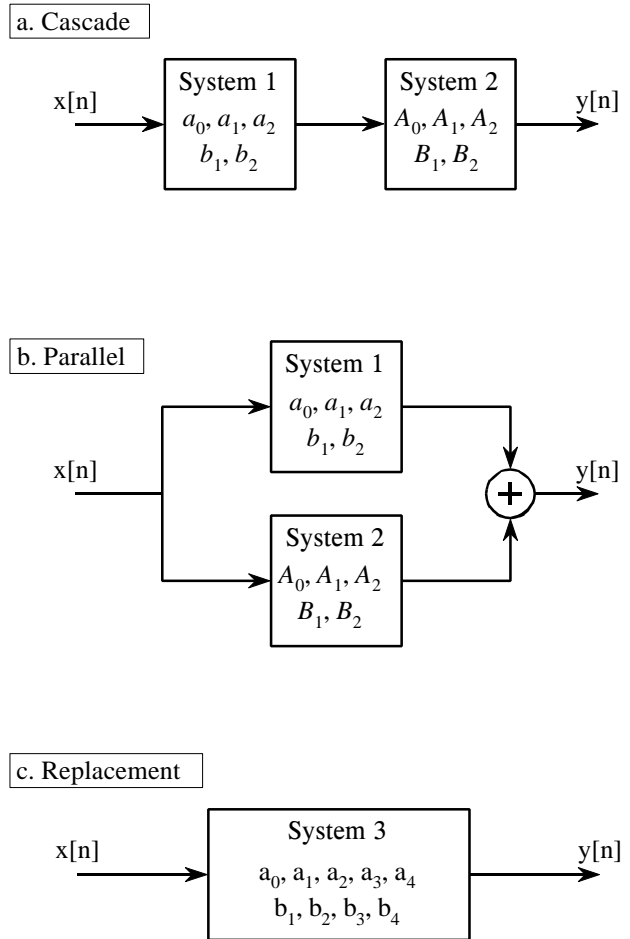 a. Cascade
System 1
System 2
x[n]
y[n]
a₀, a₁, a₂
A₀, A₁, A₂
b₁, b₂
B₁, B₂
b. Parallel
System 1
a₀, a₁, a₂
b₁, b₂
x[n]
y[n]
+
System 2
A₀, A₁, A₂
B₁, B₂
c. Replacement
System 3
x[n]
y[n]
a₀, a₁, a₂, a₃, a₄
b₁, b₂, b₃, b₄